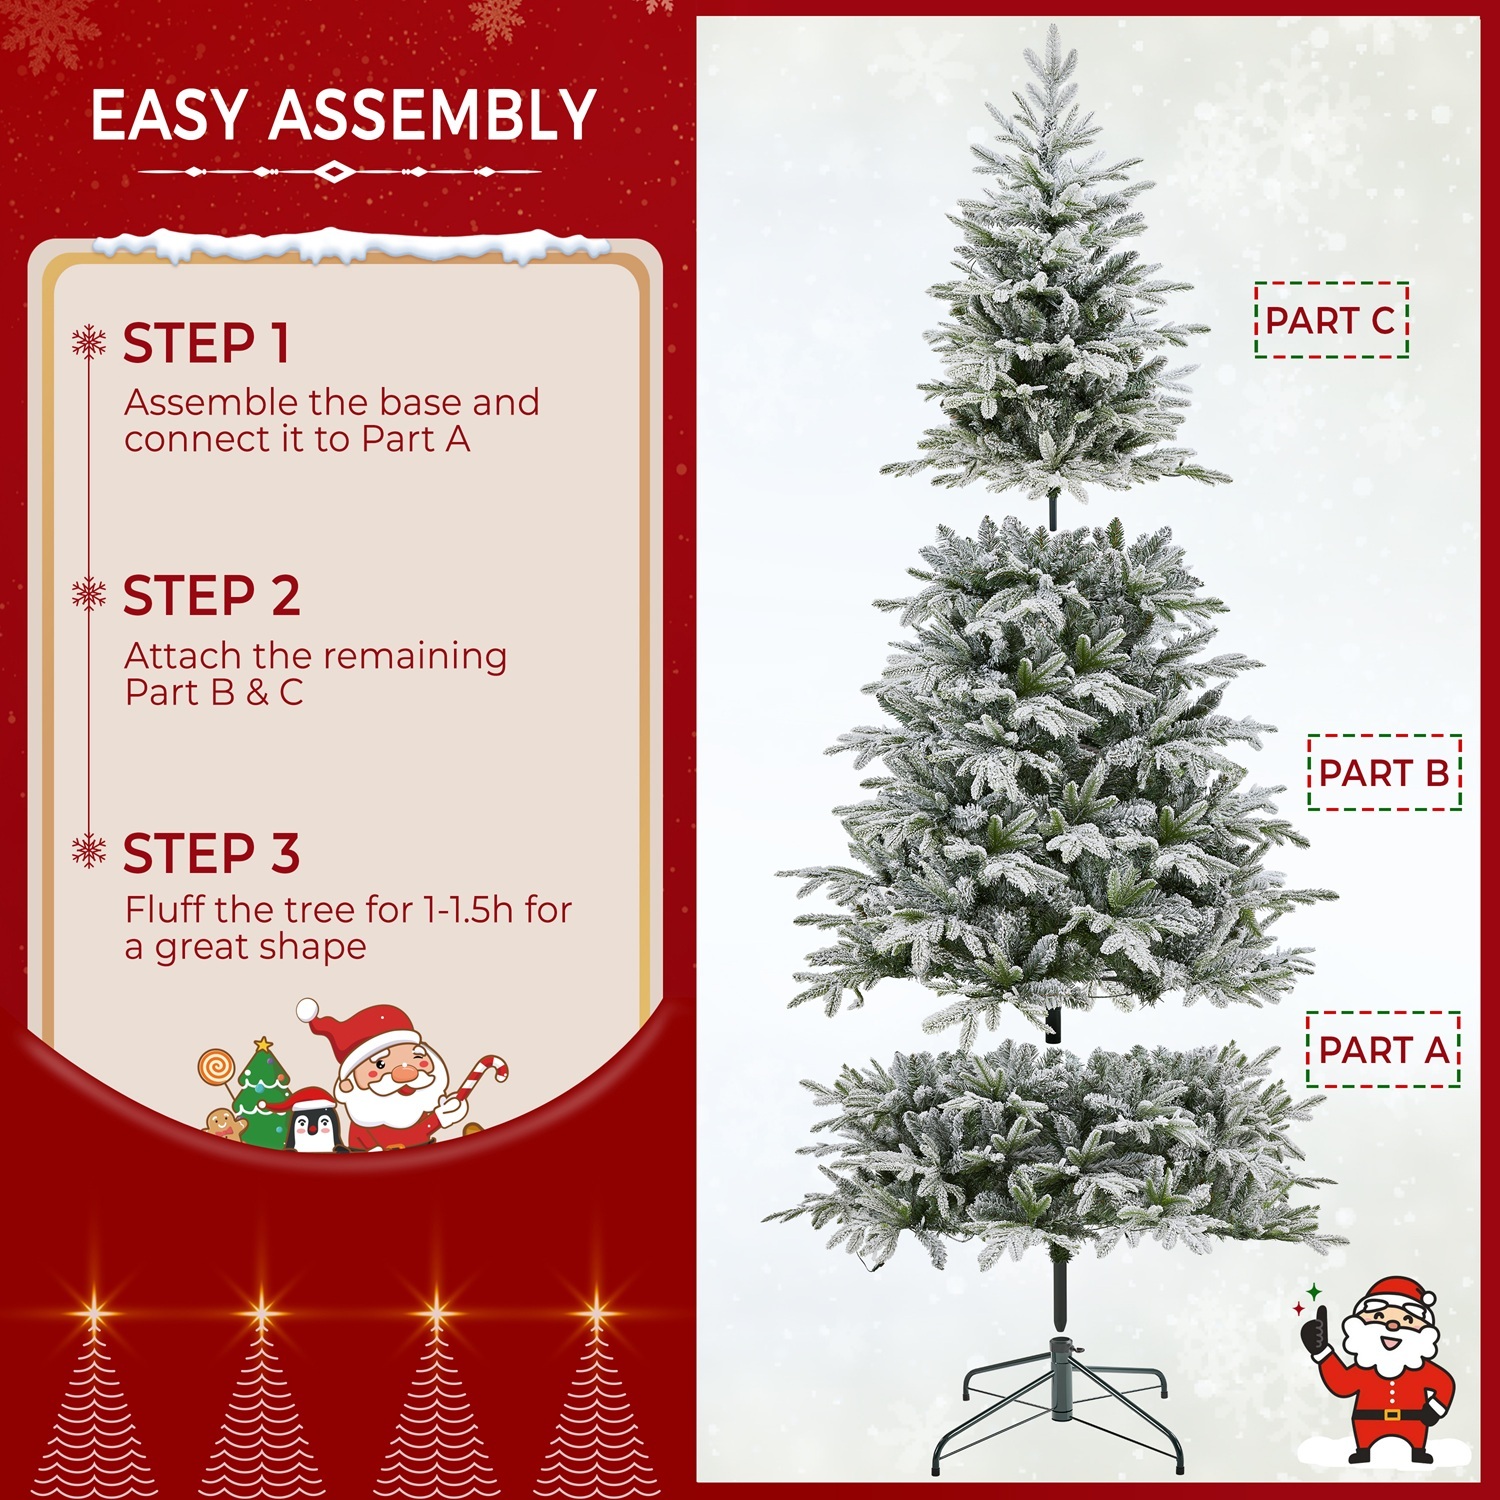 EASY ASSEMBLY
STEP 1
Assemble the base and
connect it to Part A
STEP 2
Attach the remaining
Part B & C
STEP 3
Fluff the tree for 1-1.5h for
a great shape
PART C
PART B
PART A